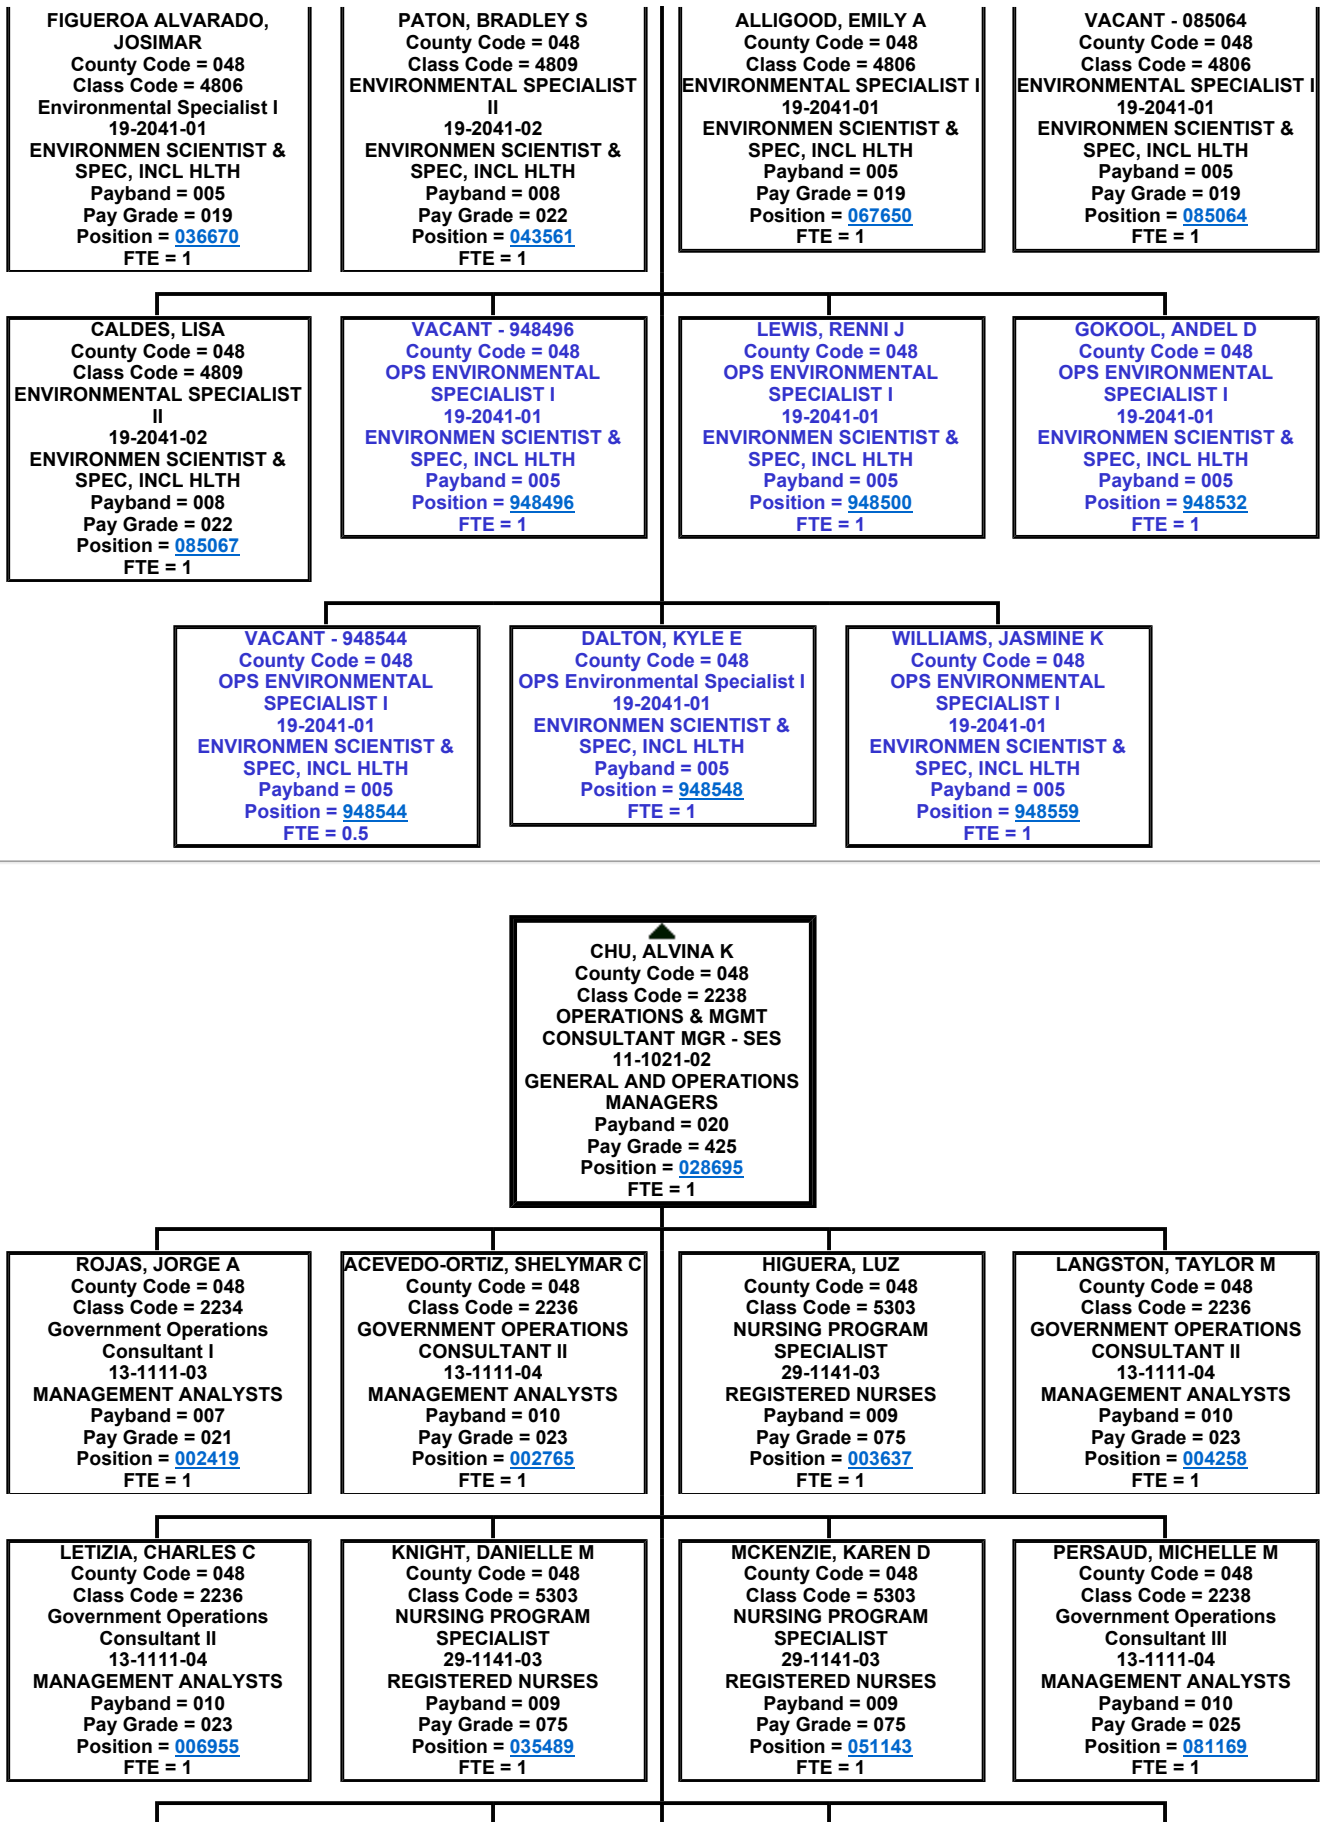 FIGUEROA ALVARADO,
JOSIMAR
County Code = 048
Class Code = 4806
Environmental Specialist I
19-2041-01
ENVIRONMEN SCIENTIST &
SPEC, INCL HLTH
Payband = 005
Pay Grade = 019
Position = 036670
FTE = 1
PATON, BRADLEY S
County Code = 048
Class Code = 4809
ENVIRONMENTAL SPECIALIST
II
19-2041-02
ENVIRONMEN SCIENTIST &
SPEC, INCL HLTH
Payband = 008
Pay Grade = 022
Position = 043561
FTE = 1
ALLIGOOD, EMILY A
County Code = 048
Class Code = 4806
ENVIRONMENTAL SPECIALIST I
19-2041-01
ENVIRONMEN SCIENTIST &
SPEC, INCL HLTH
Payband = 005
Pay Grade = 019
Position = 067650
FTE = 1
VACANT - 085064
County Code = 048
Class Code = 4806
ENVIRONMENTAL SPECIALIST I
19-2041-01
ENVIRONMEN SCIENTIST &
SPEC, INCL HLTH
Payband = 005
Pay Grade = 019
Position = 085064
FTE = 1
CALDES, LISA
County Code = 048
Class Code = 4809
ENVIRONMENTAL SPECIALIST
II
19-2041-02
ENVIRONMEN SCIENTIST &
SPEC, INCL HLTH
Payband = 008
Pay Grade = 022
Position = 085067
FTE = 1
VACANT - 948496
County Code = 048
OPS ENVIRONMENTAL
SPECIALIST I
19-2041-01
ENVIRONMEN SCIENTIST &
SPEC, INCL HLTH
Payband = 005
Position = 948496
FTE = 1
LEWIS, RENNI J
County Code = 048
OPS ENVIRONMENTAL
SPECIALIST I
19-2041-01
ENVIRONMEN SCIENTIST &
SPEC, INCL HLTH
Payband = 005
Position = 948500
FTE = 1
GOKOOL, ANDEL D
County Code = 048
OPS ENVIRONMENTAL
SPECIALIST I
19-2041-01
ENVIRONMEN SCIENTIST &
SPEC, INCL HLTH
Payband = 005
Position = 948532
FTE = 1
VACANT - 948544
County Code = 048
OPS ENVIRONMENTAL
SPECIALIST I
19-2041-01
ENVIRONMEN SCIENTIST &
SPEC, INCL HLTH
Payband = 005
Position = 948544
FTE = 0.5
DALTON, KYLE E
County Code = 048
OPS Environmental Specialist I
19-2041-01
ENVIRONMEN SCIENTIST &
SPEC, INCL HLTH
Payband = 005
Position = 948548
FTE = 1
WILLIAMS, JASMINE K
County Code = 048
OPS ENVIRONMENTAL
SPECIALIST I
19-2041-01
ENVIRONMEN SCIENTIST &
SPEC, INCL HLTH
Payband = 005
Position = 948559
FTE = 1
CHU, ALVINA K
County Code = 048
Class Code = 2238
OPERATIONS & MGMT
CONSULTANT MGR - SES
11-1021-02
GENERAL AND OPERATIONS
MANAGERS
Payband = 020
Pay Grade = 425
Position = 028695
FTE = 1
ROJAS, JORGE A
County Code = 048
Class Code = 2234
Government Operations
Consultant I
13-1111-03
MANAGEMENT ANALYSTS
Payband = 007
Pay Grade = 021
Position = 002419
FTE = 1
ACEVEDO-ORTIZ, SHELYMAR C
County Code = 048
Class Code = 2236
GOVERNMENT OPERATIONS
CONSULTANT II
13-1111-04
MANAGEMENT ANALYSTS
Payband = 010
Pay Grade = 023
Position = 002765
FTE = 1
HIGUERA, LUZ
County Code = 048
Class Code = 5303
NURSING PROGRAM
SPECIALIST
29-1141-03
REGISTERED NURSES
Payband = 009
Pay Grade = 075
Position = 003637
FTE = 1
LANGSTON, TAYLOR M
County Code = 048
Class Code = 2236
GOVERNMENT OPERATIONS
CONSULTANT II
13-1111-04
MANAGEMENT ANALYSTS
Payband = 010
Pay Grade = 023
Position = 004258
FTE = 1
LETIZIA, CHARLES C
County Code = 048
Class Code = 2236
Government Operations
Consultant II
13-1111-04
MANAGEMENT ANALYSTS
Payband = 010
Pay Grade = 023
Position = 006955
FTE = 1
KNIGHT, DANIELLE M
County Code = 048
Class Code = 5303
NURSING PROGRAM
SPECIALIST
29-1141-03
REGISTERED NURSES
Payband = 009
Pay Grade = 075
Position = 035489
FTE = 1
MCKENZIE, KAREN D
County Code = 048
Class Code = 5303
NURSING PROGRAM
SPECIALIST
29-1141-03
REGISTERED NURSES
Payband = 009
Pay Grade = 075
Position = 051143
FTE = 1
PERSAUD, MICHELLE M
County Code = 048
Class Code = 2238
Government Operations
Consultant III
13-1111-04
MANAGEMENT ANALYSTS
Payband = 010
Pay Grade = 025
Position = 081169
FTE = 1